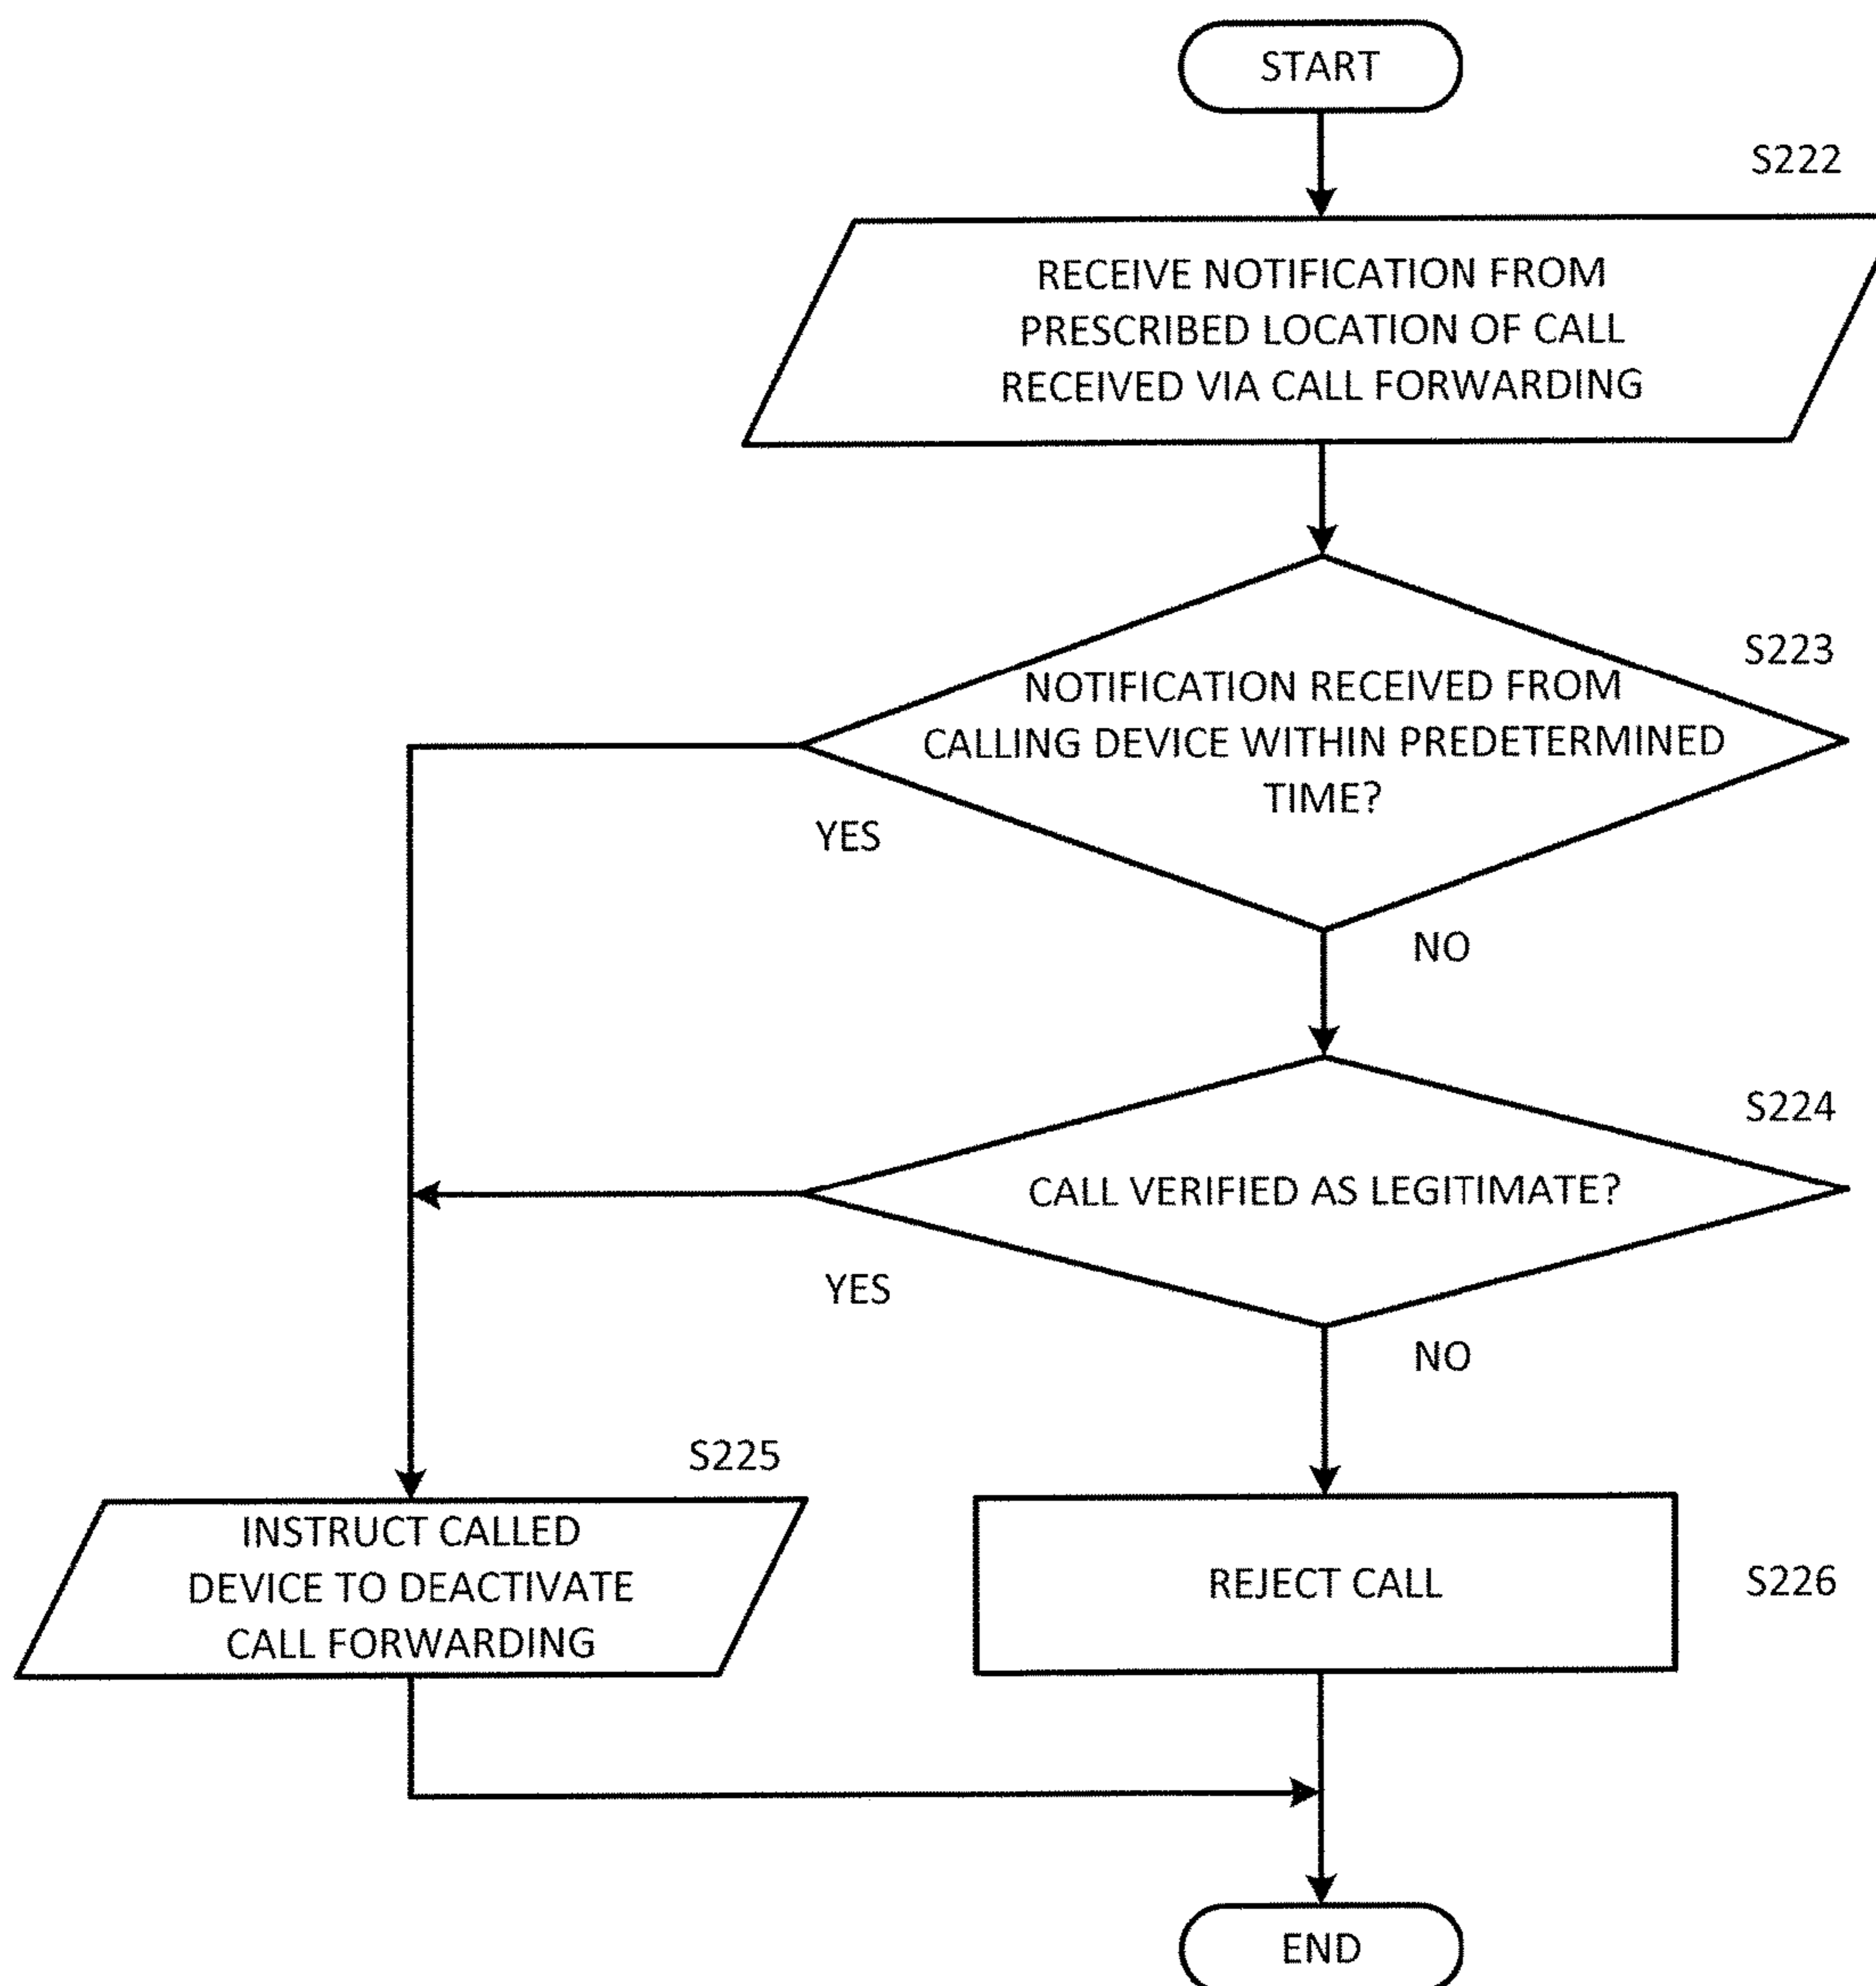 START
S222
RECEIVE NOTIFICATION FROM
PRESCRIBED LOCATION OF CALL
RECEIVED VIA CALL FORWARDING
S223
NOTIFICATION RECEIVED FROM
CALLING DEVICE WITHIN PREDETERMINED
TIME?
YES
NO
S224
CALL VERIFIED AS LEGITIMATE?
YES
NO
S225
INSTRUCT CALLED
DEVICE TO DEACTIVATE
CALL FORWARDING
REJECT CALL
S226
END